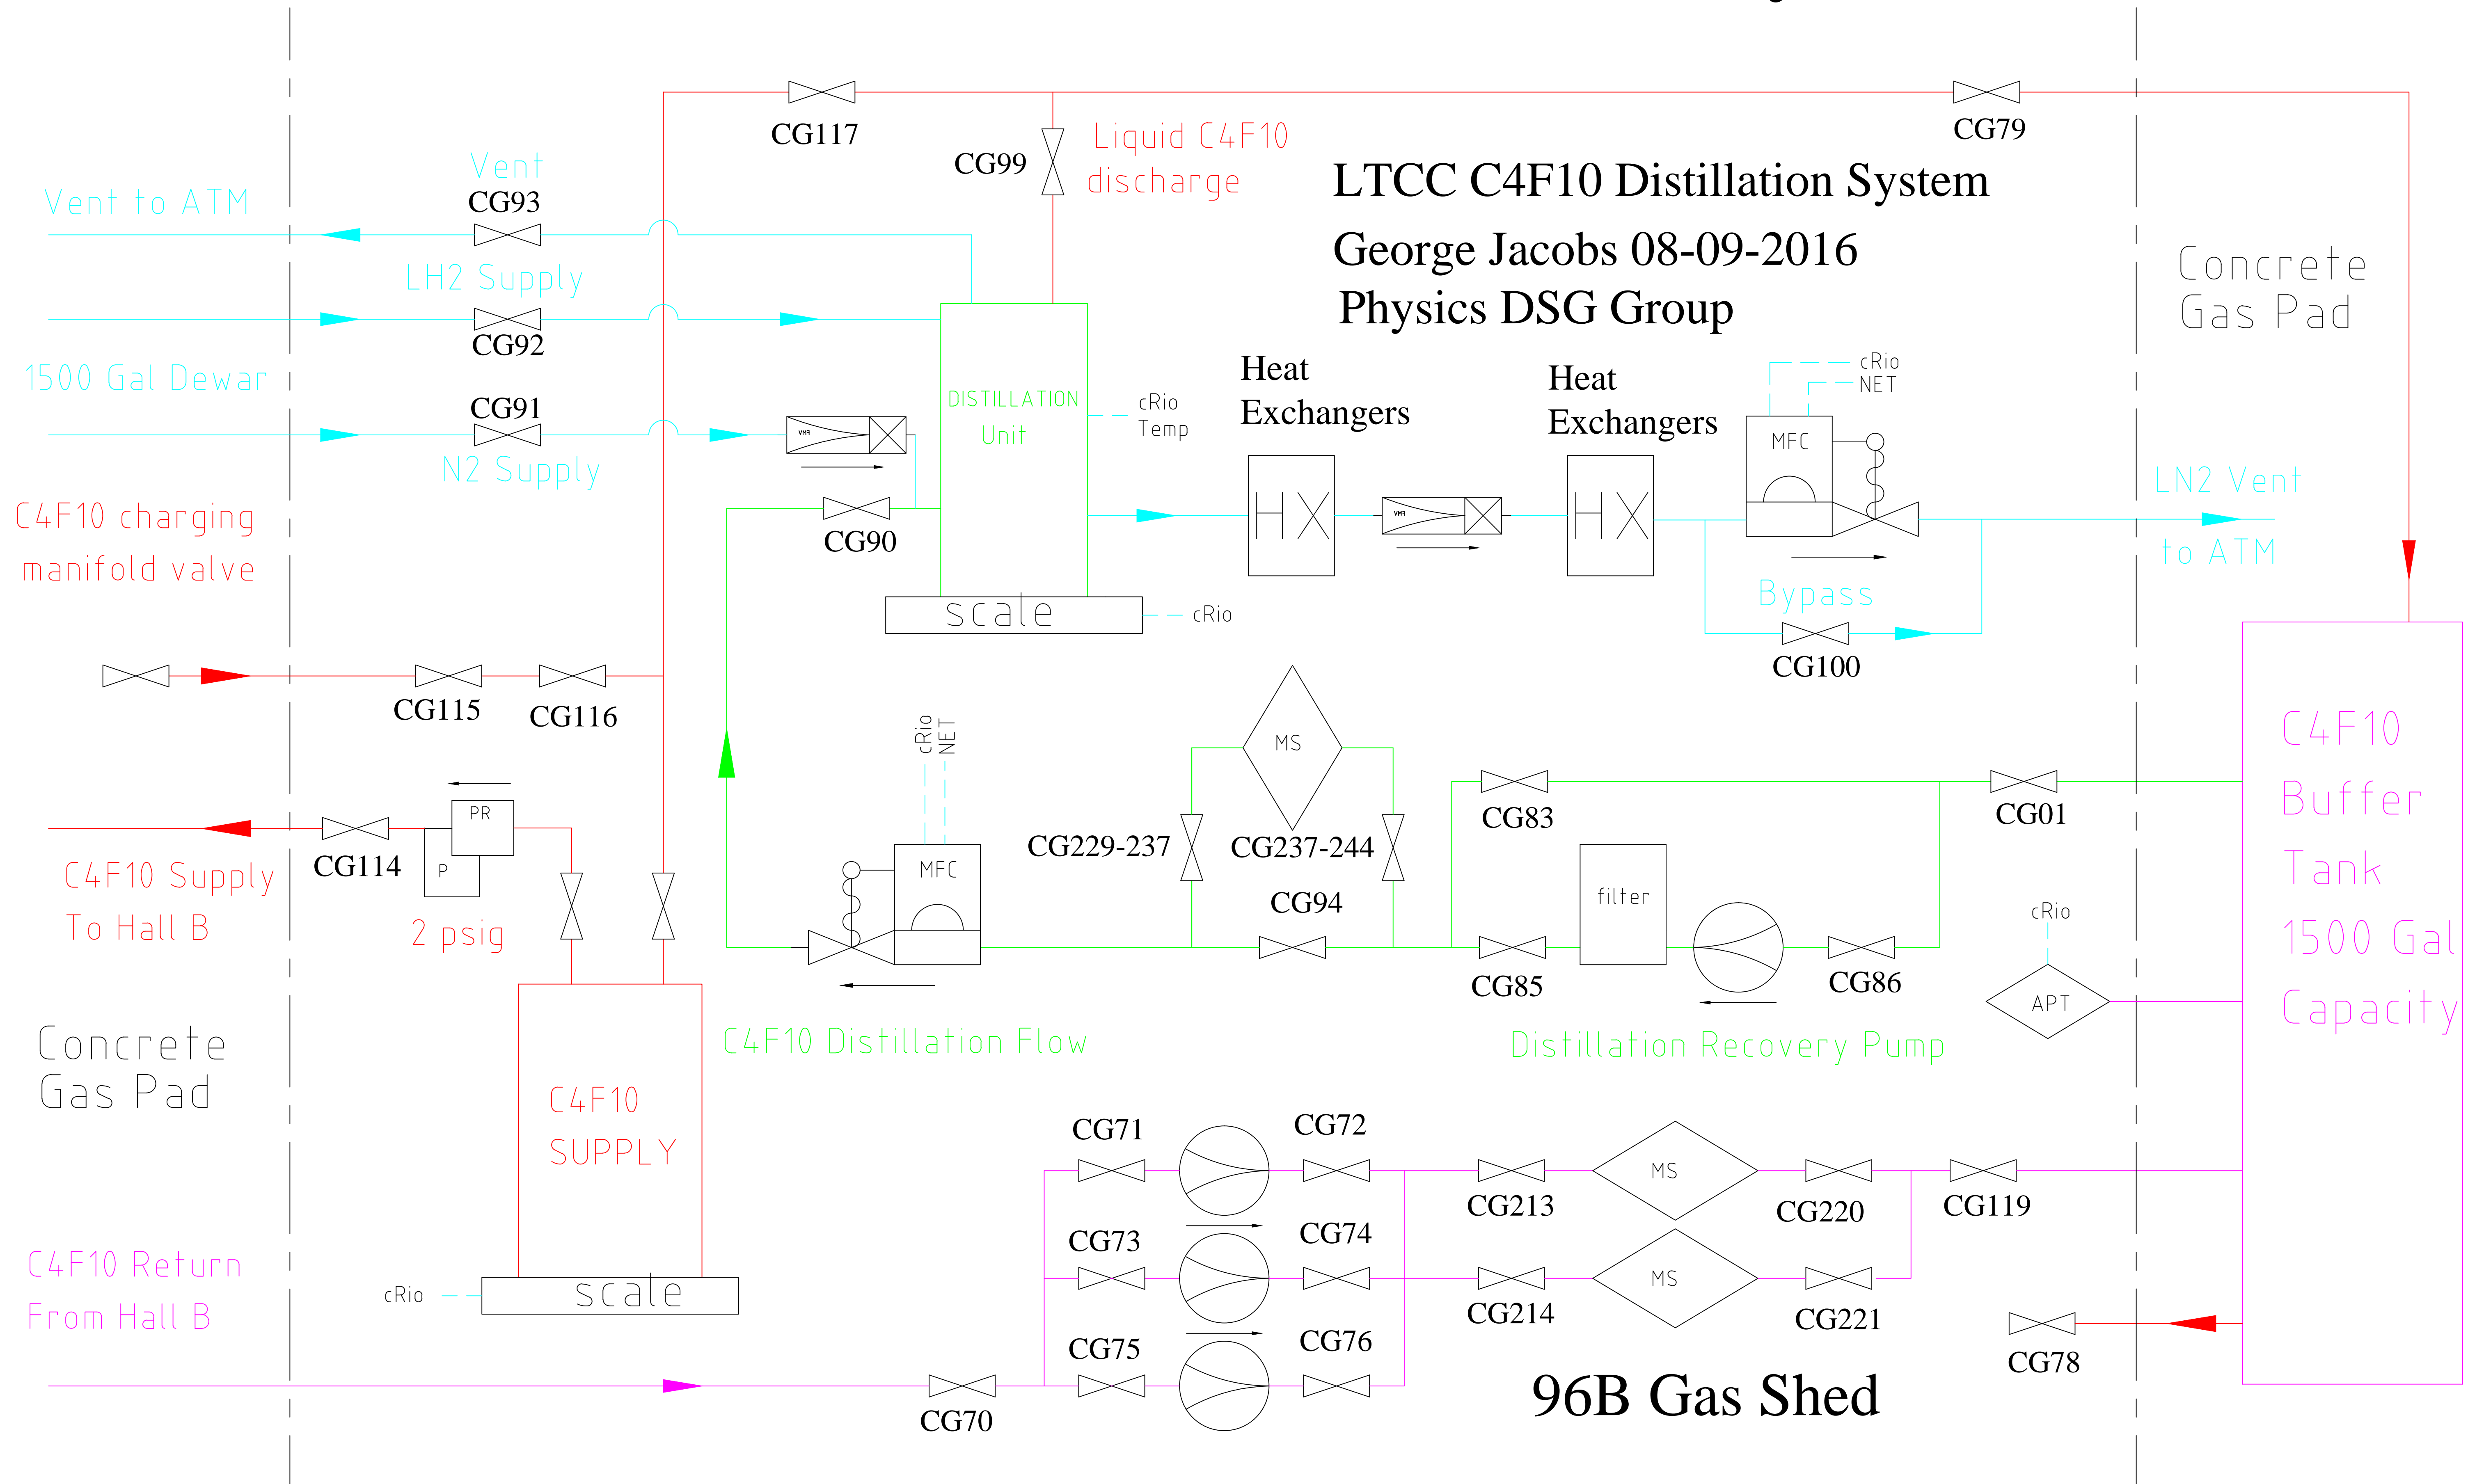 CG117
CG79
CG99
Liquid C4F10
discharge
Vent
CG93
Vent to ATM
LTCC C4F10 Distillation System
George Jacobs 08-09-2016
Physics DSG Group
Concrete
Gas Pad
LH2 Supply
CG92
1500 Gal Dewar
CG91
N2 Supply
FMV
DISTILLATION
Unit
cRio
Temp
Heat
Exchangers
Heat
Exchangers
cRio
NET
MFC
HX
FMV
HX
LN2 Vent
to ATM
Bypass
CG100
CG90
scale
cRio
C4F10 charging
manifold valve
CG115
CG116
cRio
NET
MS
CG229-237
CG237-244
CG94
MFC
CG83
CG01
filter
CG85
CG86
C4F10
Buffer
Tank
1500 Gal
Capacity
cRio
APT
PR
P
CG114
C4F10 Supply
To Hall B
2 psig
C4F10 Distillation Flow
Distillation Recovery Pump
Concrete
Gas Pad
C4F10
SUPPLY
cRio
scale
CG71
CG72
CG73
CG74
CG75
CG76
CG213
MS
CG220
CG119
CG214
MS
CG221
CG78
C4F10 Return
From Hall B
CG70
96B Gas Shed